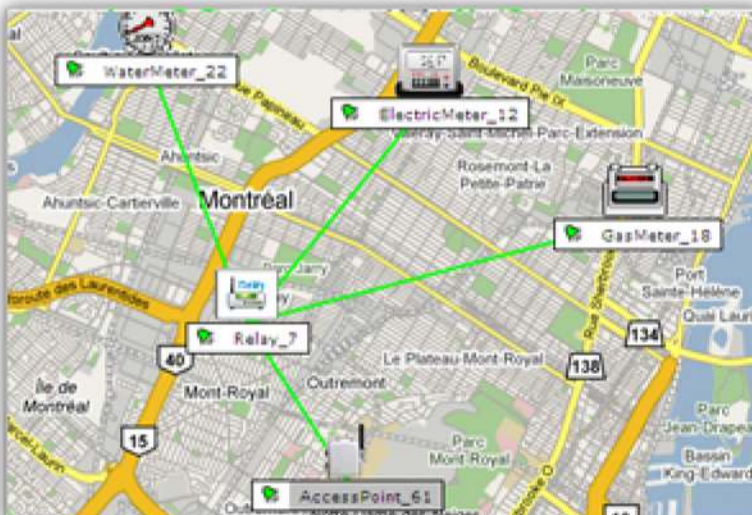 WaterMeter_22
ElectricMeter_12
Boulevard Pie IX
Parc
Maisonneuve
rue Papineau
Ahuntsic
Rosemont-La
Petite-Patrie
Ahuntsic-Cartierville
Montréal
GasMeter_18
Port
Sainte-Hélène
Relay_7
134
Le Plateau-Mont-Royal
40
138
Île de
Montréal
Mont-Royal
Outremont
Parc
Jean-Drapea
15
Parc
Mont-Royal
Bassin
King-Edward
AccessPoint_61